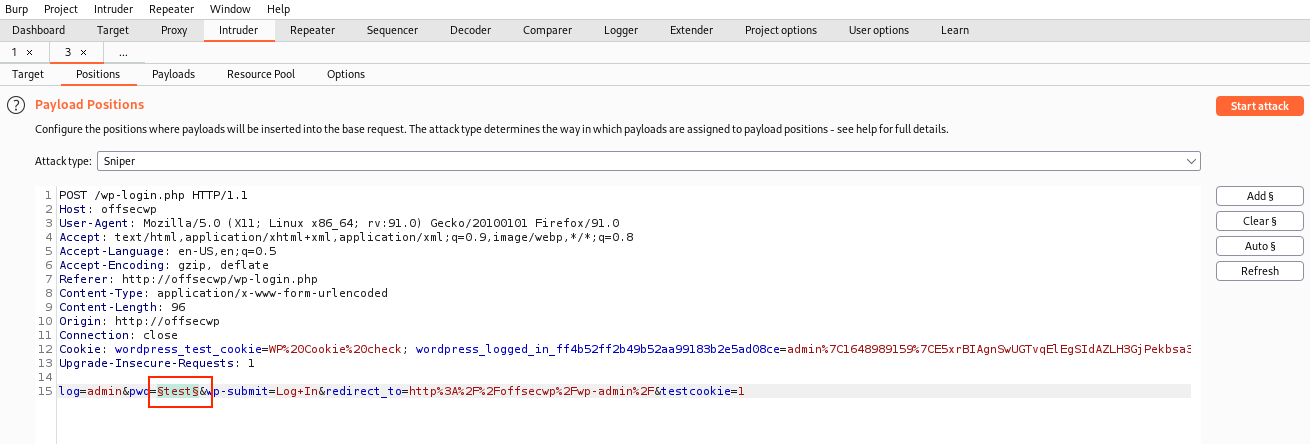 Burp Project Intruder Repeater Window Help
Dashboard Target Proxy Intruder Repeater Sequencer Decoder Comparer Logger Extender Project options User options Learn
1 × 3 × ...
Target Positions Payloads Resource Pool Options
? Payload Positions Start attack
Configure the positions where payloads will be inserted into the base request. The attack type determines the way in which payloads are assigned to payload positions - see help for full details.
Attack type: Sniper
1 POST /wp-login.php HTTP/1.1
Add §
2 Host: offsecwp
3 User-Agent: Mozilla/5.0 (X11; Linux x86_64; rv:91.0) Gecko/20100101 Firefox/91.0
Clear §
4 Accept: text/html,application/xhtml+xml,application/xml;q=0.9,image/webp,*/*;q=0.8
5 Accept-Language: en-US,en;q=0.5
Auto §
6 Accept-Encoding: gzip, deflate
Refresh
7 Referer: http://offsecwp/wp-login.php
8 Content-Type: application/x-www-form-urlencoded
9 Content-Length: 96
10 Origin: http://offsecwp
11 Connection: close
12 Cookie: wordpress_test_cookie=WP%20Cookie%20check; wordpress_logged_in_ff4b52ff2b49b52aa99183b2e5ad08ce=admin%7C1648989159%7CE5xrBIAgnSwUGTvqElEgSIdAZLH3GjPekbsa3
13 Upgrade-Insecure-Requests: 1
14
15 log=admin&pwd=§test§&wp-submit=Log+In&redirect_to=http%3A%2F%2Foffsecwp%2Fwp-admin%2F&testcookie=1